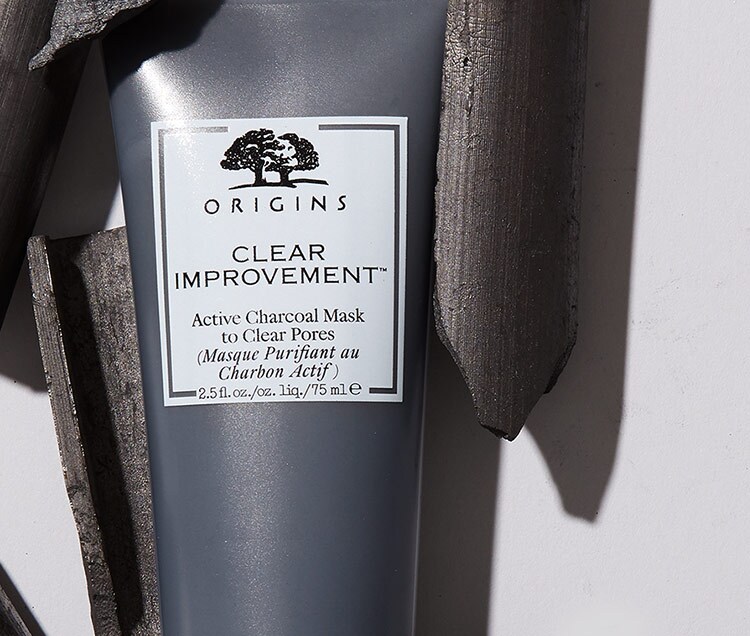 ORIGINS
CLEAR
IMPROVEMENT™
Active Charcoal Mask
to Clear Pores
(Masque Purifiant au
Charbon Actif)
2.5 fl. oz./oz. liq./75 ml ℮